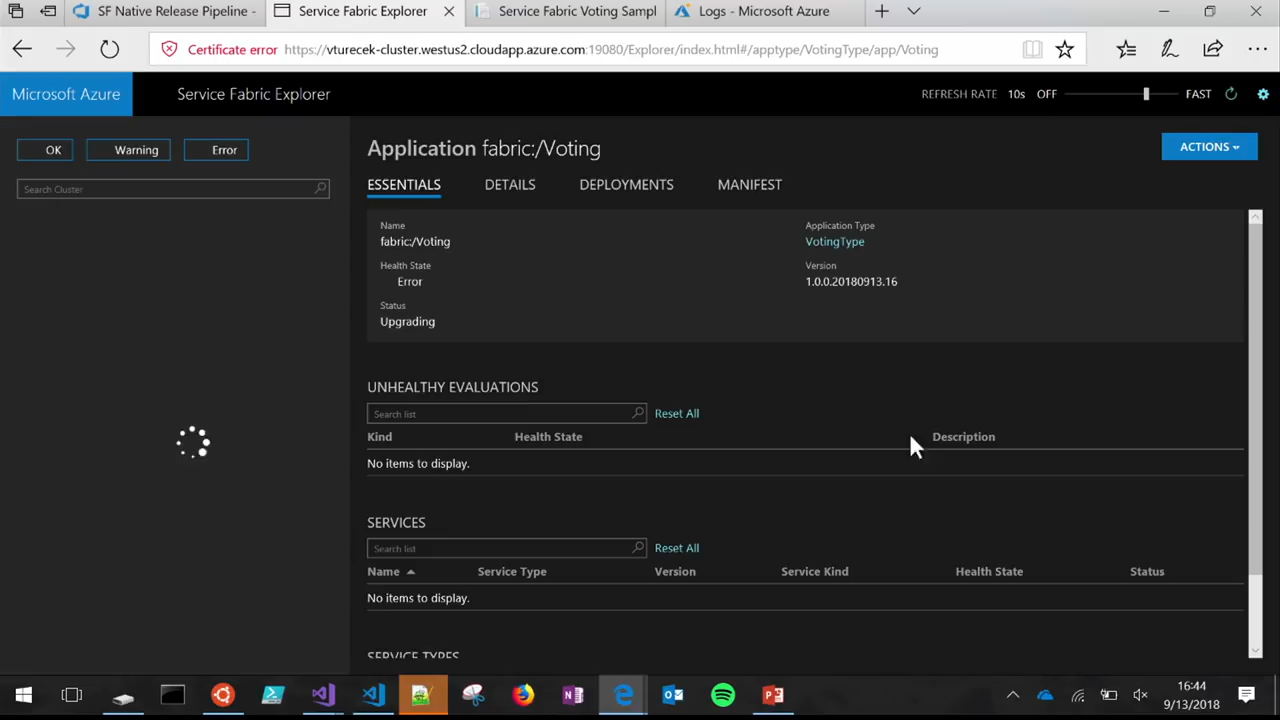 SF Native Release Pipeline -
Service Fabric Explorer
Service Fabric Voting Sampl
Logs - Microsoft Azure
Certificate error https://vturecek-cluster.westus2.cloudapp.azure.com:19080/Explorer/index.html#/apptype/VotingType/app/Voting
Microsoft Azure
Service Fabric Explorer
REFRESH RATE 10s OFF FAST
OK Warning Error
Search Cluster
Application fabric:/Voting
ACTIONS
ESSENTIALS DETAILS DEPLOYMENTS MANIFEST
Name
fabric:/Voting
Application Type
VotingType
Health State
Error
Version
1.0.0.20180913.16
Status
Upgrading
UNHEALTHY EVALUATIONS
Search list Reset All
Kind Health State Description
No items to display.
SERVICES
Search list Reset All
Name Service Type Version Service Kind Health State Status
No items to display.
SERVICE TYPES
16:44
9/13/2018